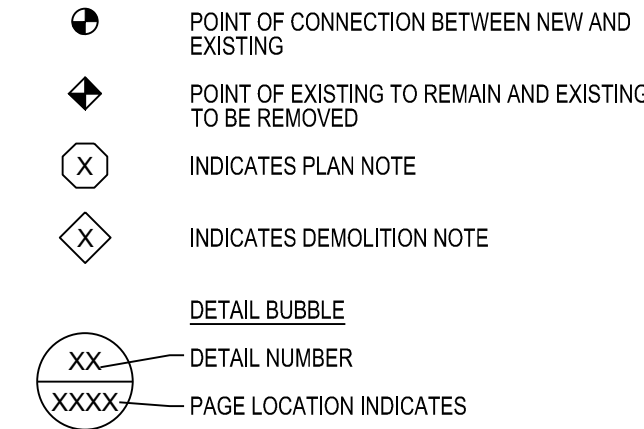 POINT OF CONNECTION BETWEEN NEW AND
EXISTING
POINT OF EXISTING TO REMAIN AND EXISTING
TO BE REMOVED
X INDICATES PLAN NOTE
X INDICATES DEMOLITION NOTE
DETAIL BUBBLE
XX DETAIL NUMBER
XXXX PAGE LOCATION INDICATES